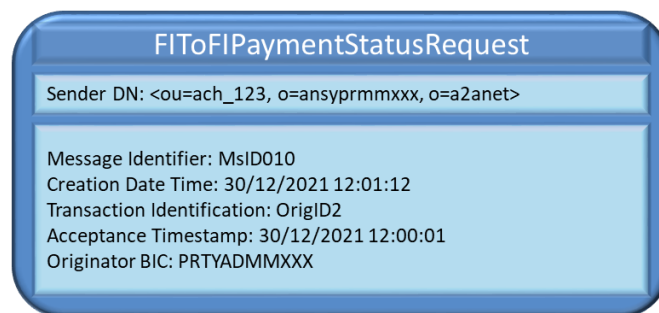 FIToFIPaymentStatusRequest
Sender DN: <ou=ach_123, o=ansyprmmxxx, o=a2anet>
Message Identifier: MsID010
Creation Date Time: 30/12/2021 12:01:12
Transaction Identification: OrigID2
Acceptance Timestamp: 30/12/2021 12:00:01
Originator BIC: PRTYADMMXXX